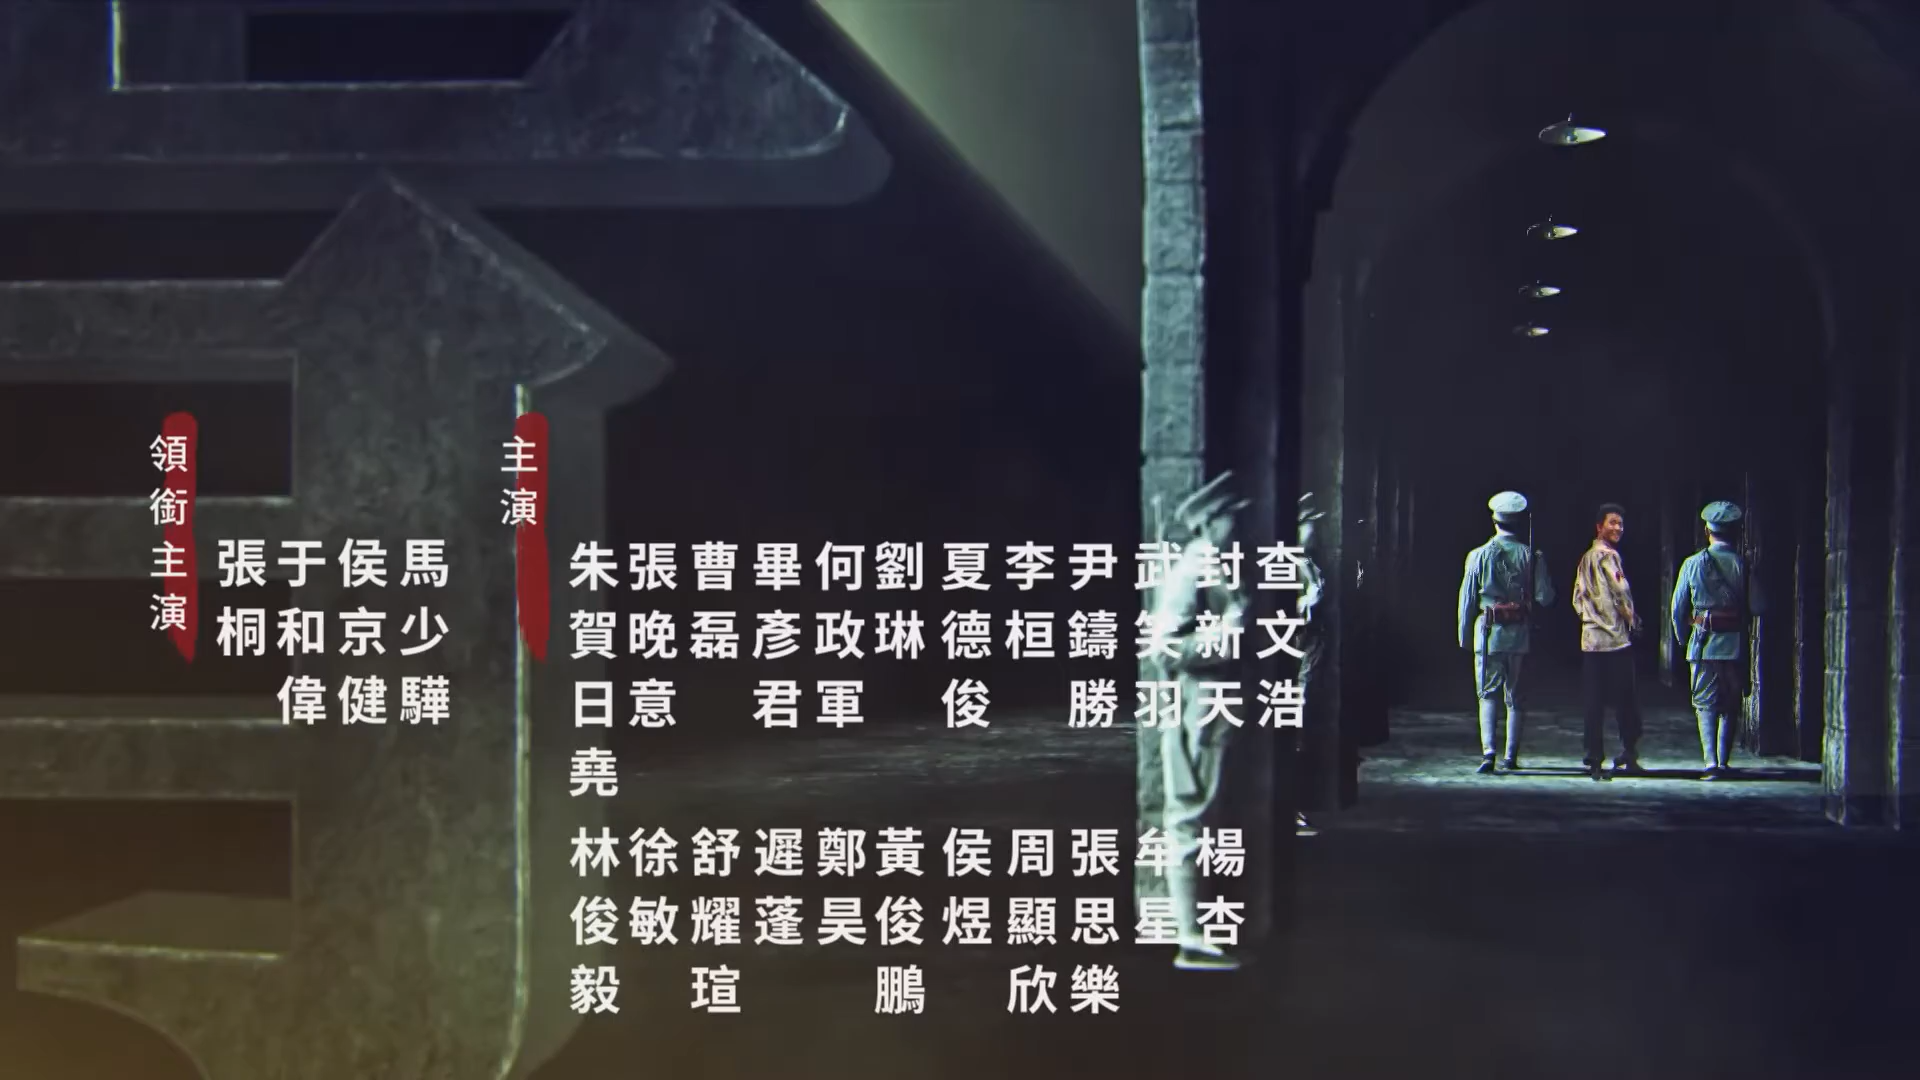 領銜主演
張桐
于和偉
侯京健
馬少驊
主演
朱賀日堯
張晚意
曹磊
畢彥君
何政軍
劉琳
夏德俊
李桓
尹鑄勝
武笑羽
封新天
查文浩
林俊毅
徐敏
舒耀瑄
遲蓬
鄭昊
黃俊鵬
侯煜
周顯欣
張思樂
牟星
楊杏